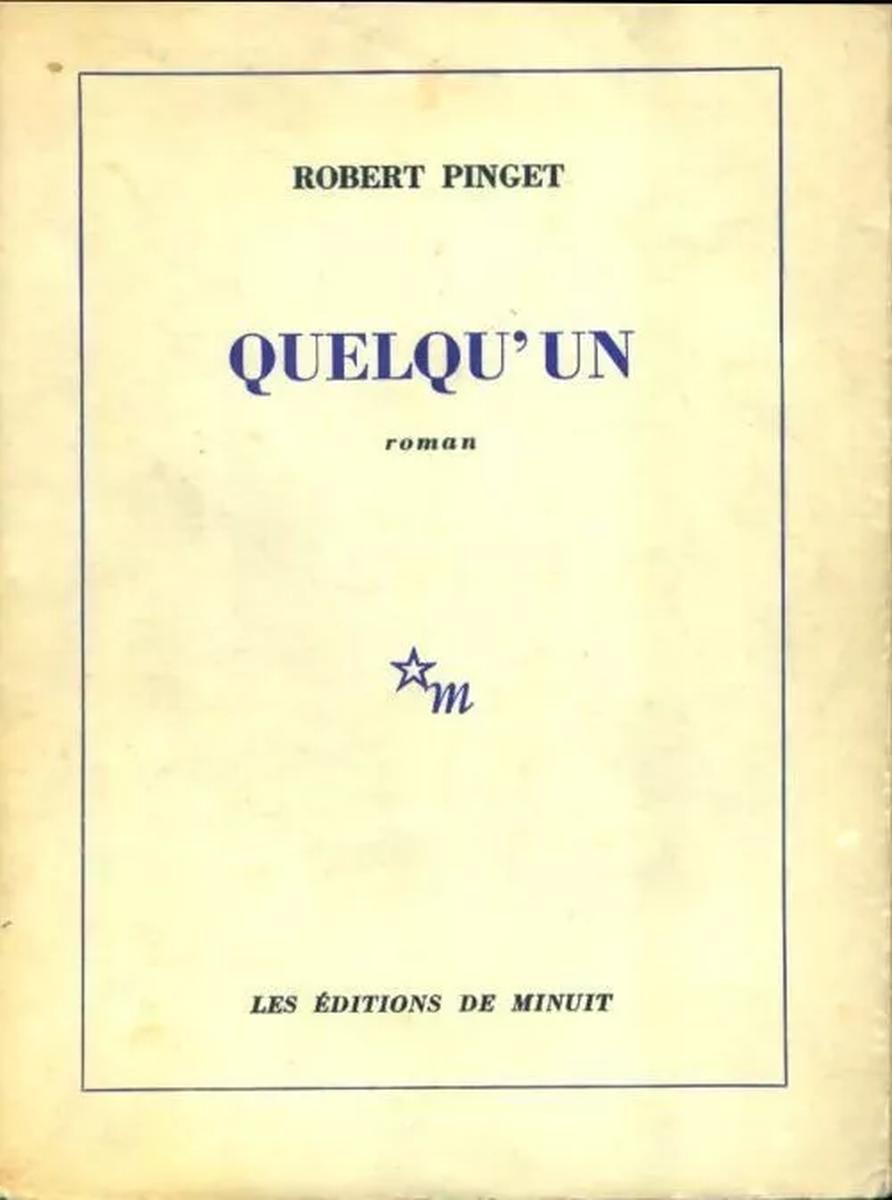 ROBERT PINGET
QUELQU'UN
roman
m
LES ÉDITIONS DE MINUIT